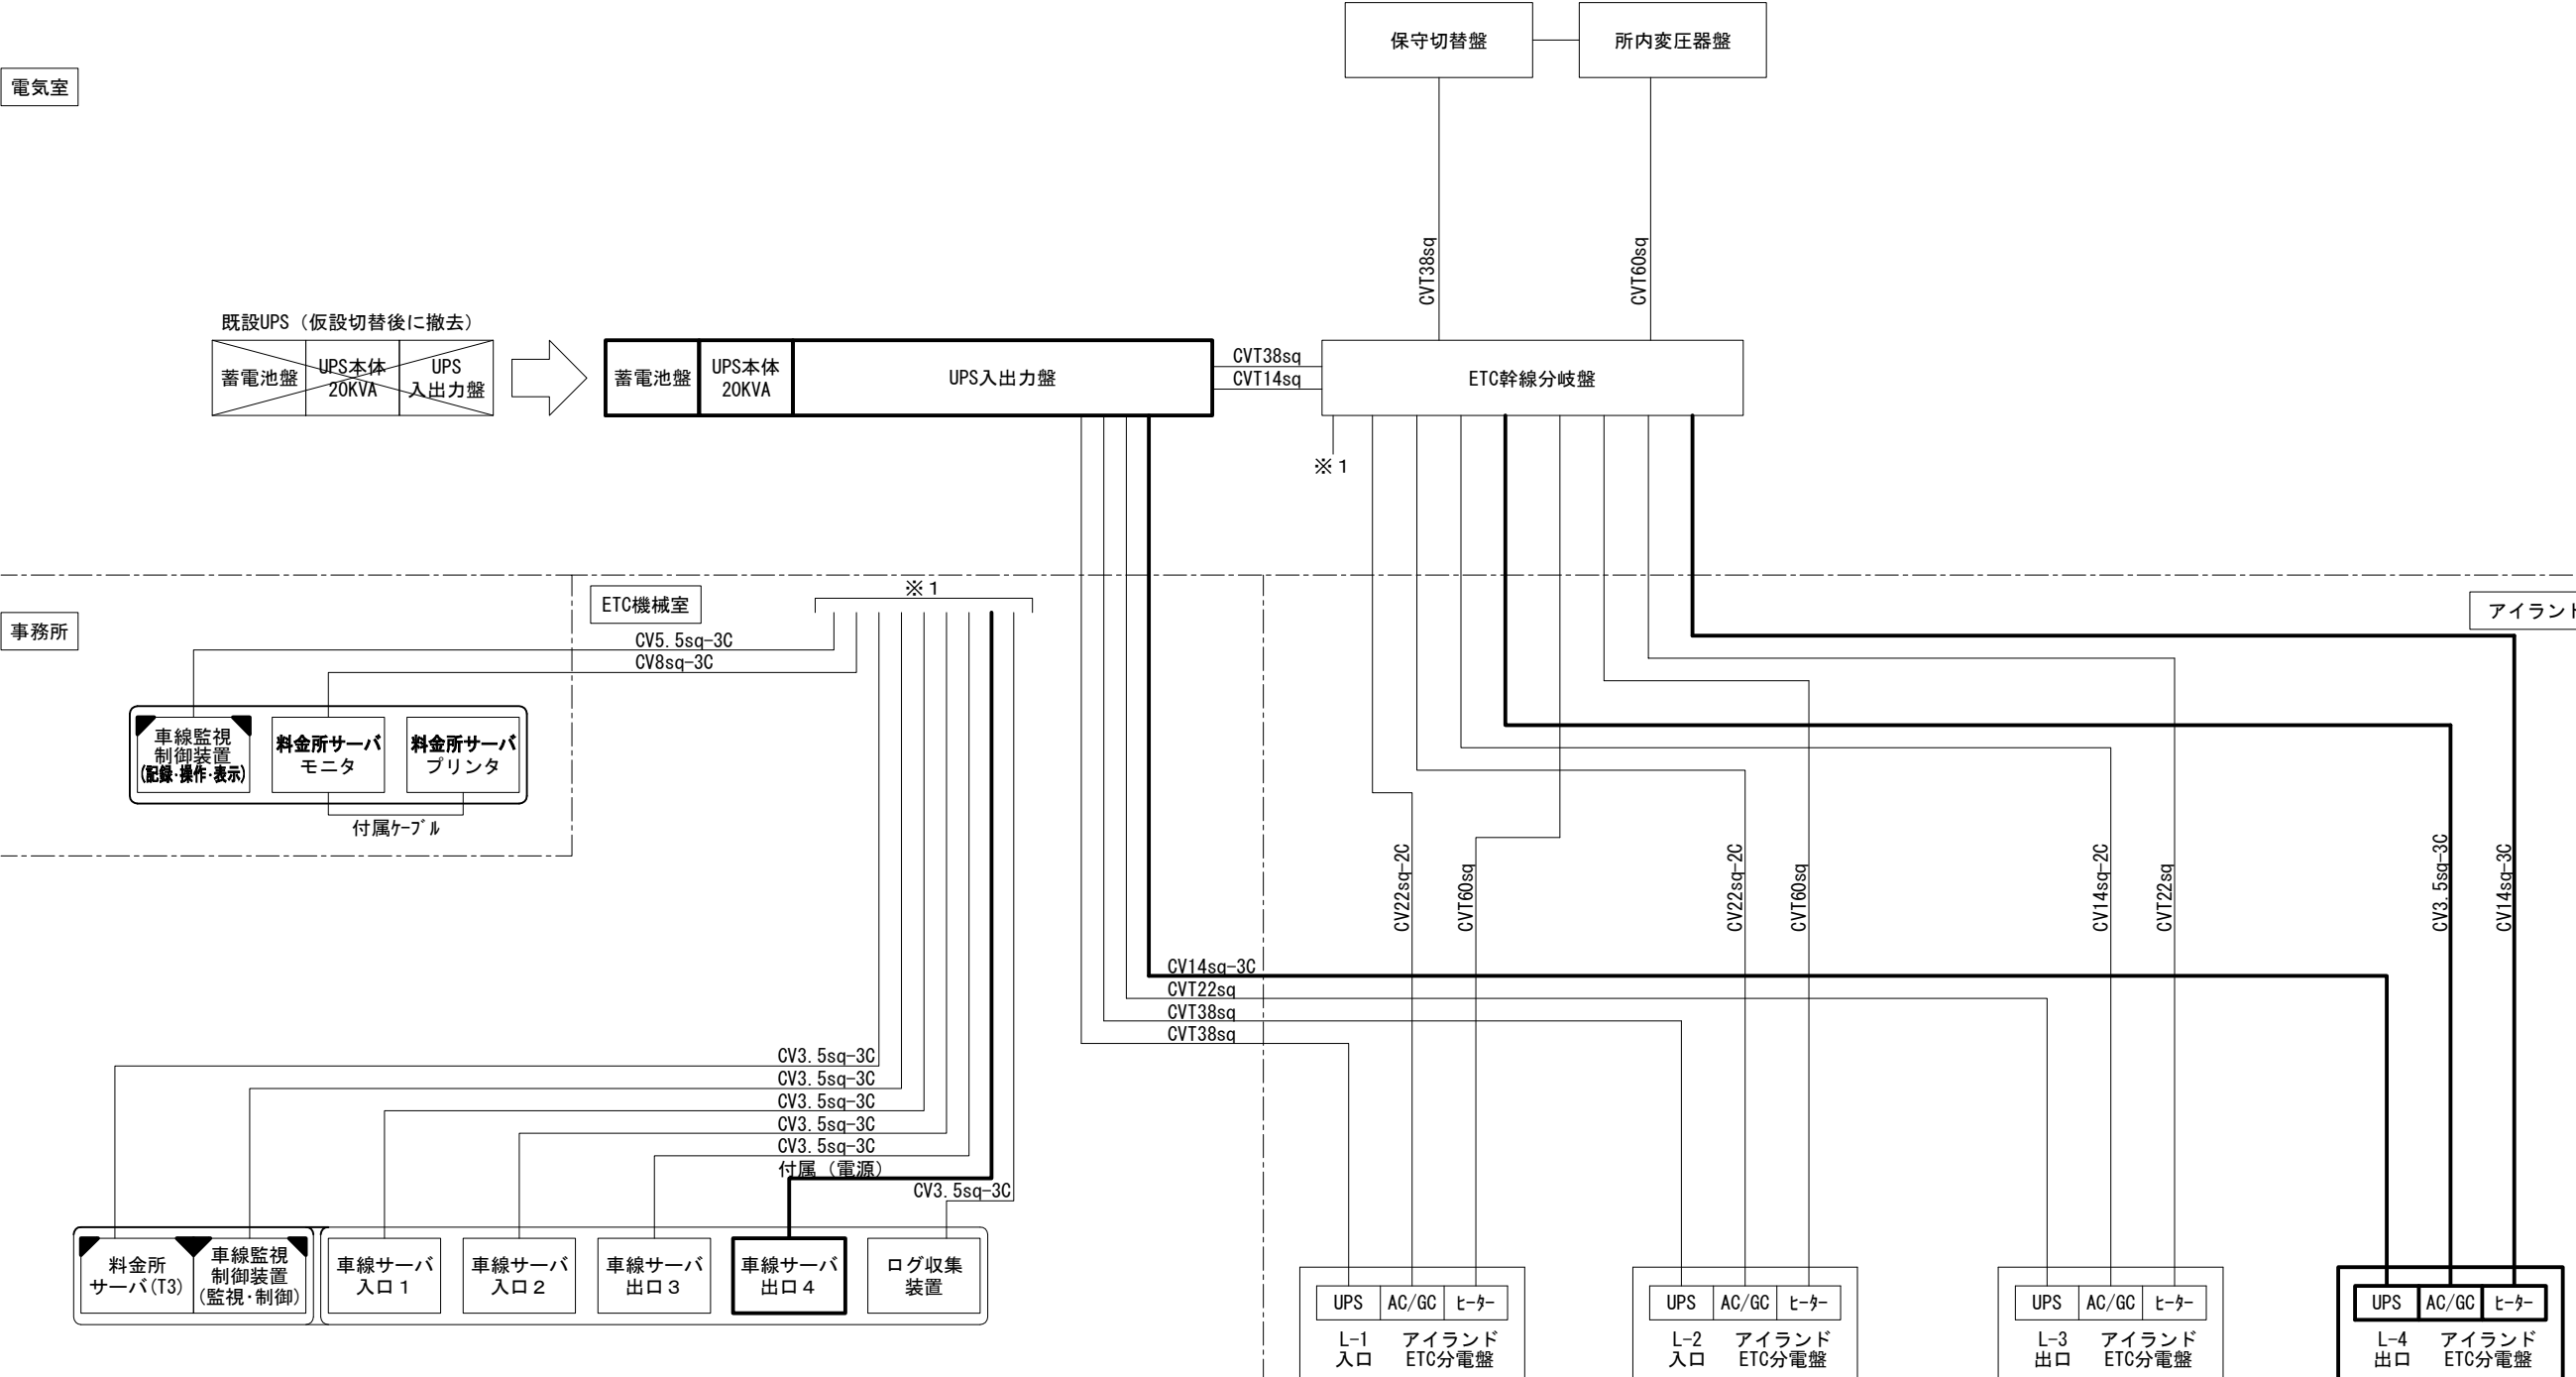 保守切替盤
所内変圧器盤
電気室
CVT38sq
CVT60sq
既設UPS（仮設切替後に撤去）
蓄電池盤
UPS本体
20KVA
UPS
入出力盤
蓄電池盤
UPS本体
20KVA
UPS入出力盤
CVT38sq
CVT14sq
ETC幹線分岐盤
※１
事務所
ETC機械室
※１
アイランド
CV5.5sq-3C
CV8sq-3C
車線監視
制御装置
(記録･操作･表示)
料金所サーバ
モニタ
料金所サーバ
プリンタ
付属ｹｰﾌﾞﾙ
CV22sq-2C
CVT60sq
CV22sq-2C
CVT60sq
CV14sq-2C
CVT22sq
CV3.5sq-3C
CV14sq-3C
CV14sq-3C
CVT22sq
CVT38sq
CVT38sq
CV3.5sq-3C
CV3.5sq-3C
CV3.5sq-3C
CV3.5sq-3C
CV3.5sq-3C
付属（電源）
CV3.5sq-3C
料金所
サーバ(T3)
車線監視
制御装置
(監視･制御)
車線サーバ
入口１
車線サーバ
入口２
車線サーバ
出口３
車線サーバ
出口４
ログ収集
装置
UPS AC/GC ﾋｰﾀｰ
L-1 アイランド
入口 ETC分電盤
UPS AC/GC ﾋｰﾀｰ
L-2 アイランド
入口 ETC分電盤
UPS AC/GC ﾋｰﾀｰ
L-3 アイランド
出口 ETC分電盤
UPS AC/GC ﾋｰﾀｰ
L-4 アイランド
出口 ETC分電盤